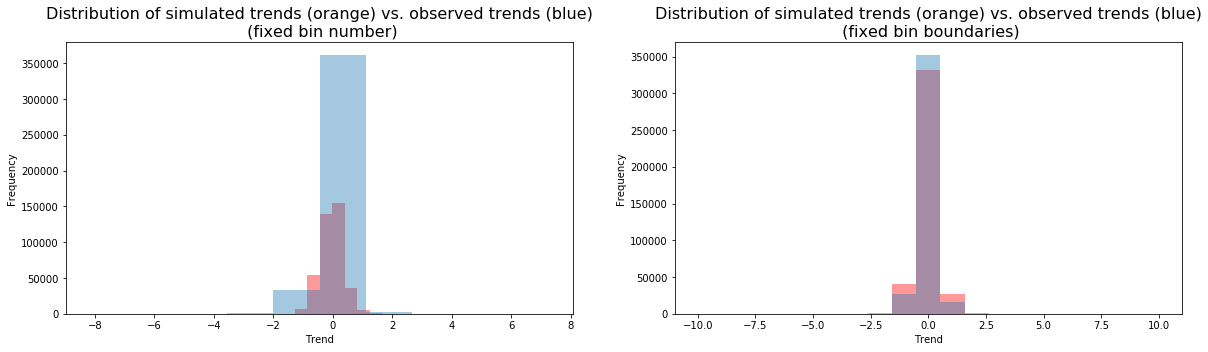 Distribution of simulated trends (orange) vs. observed trends (blue)
(fixed bin number)
350000
300000
250000
200000
150000
100000
50000
0
Frequency
−8 −6 −4 −2 0 2 4 6 8
Trend
Distribution of simulated trends (orange) vs. observed trends (blue)
(fixed bin boundaries)
350000
300000
250000
200000
150000
100000
50000
0
Frequency
−10.0 −7.5 −5.0 −2.5 0.0 2.5 5.0 7.5 10.0
Trend